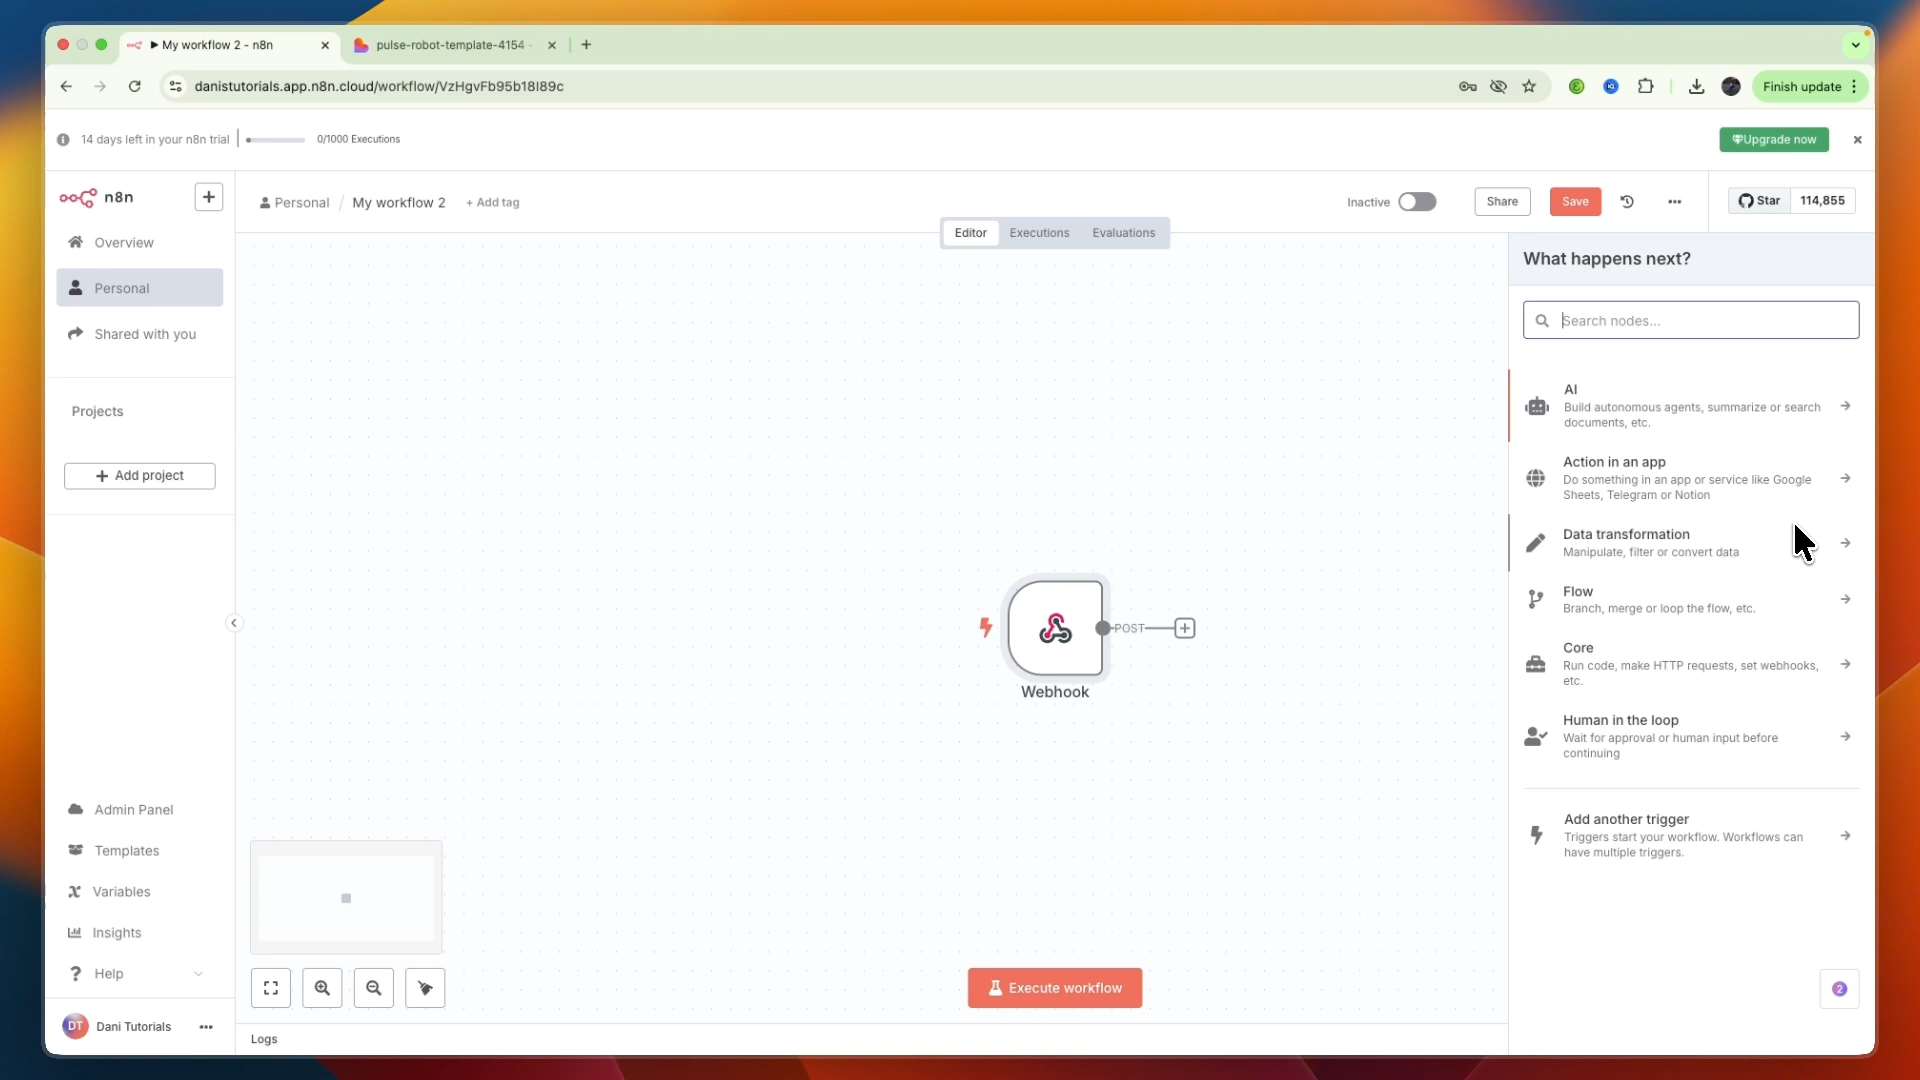 My workflow 2 - n8n
pulse-robot-template-4154
danistutorials.app.n8n.cloud/workflow/VzHgvFb95b18I89c
Finish update
14 days left in your n8n trial
0/1000 Executions
Upgrade now
n8n
Personal / My workflow 2 + Add tag
Inactive
Share
Save
Star
114,855
Editor
Executions
Evaluations
Overview
Personal
Shared with you
Projects
Add project
Admin Panel
Templates
Variables
Insights
Help
DT
Dani Tutorials
POST
Webhook
Execute workflow
Logs
What happens next?
Search nodes...
AI
Build autonomous agents, summarize or search
documents, etc.
Action in an app
Do something in an app or service like Google
Sheets, Telegram or Notion
Data transformation
Manipulate, filter or convert data
Flow
Branch, merge or loop the flow, etc.
Core
Run code, make HTTP requests, set webhooks,
etc.
Human in the loop
Wait for approval or human input before
continuing
Add another trigger
Triggers start your workflow. Workflows can
have multiple triggers.
2